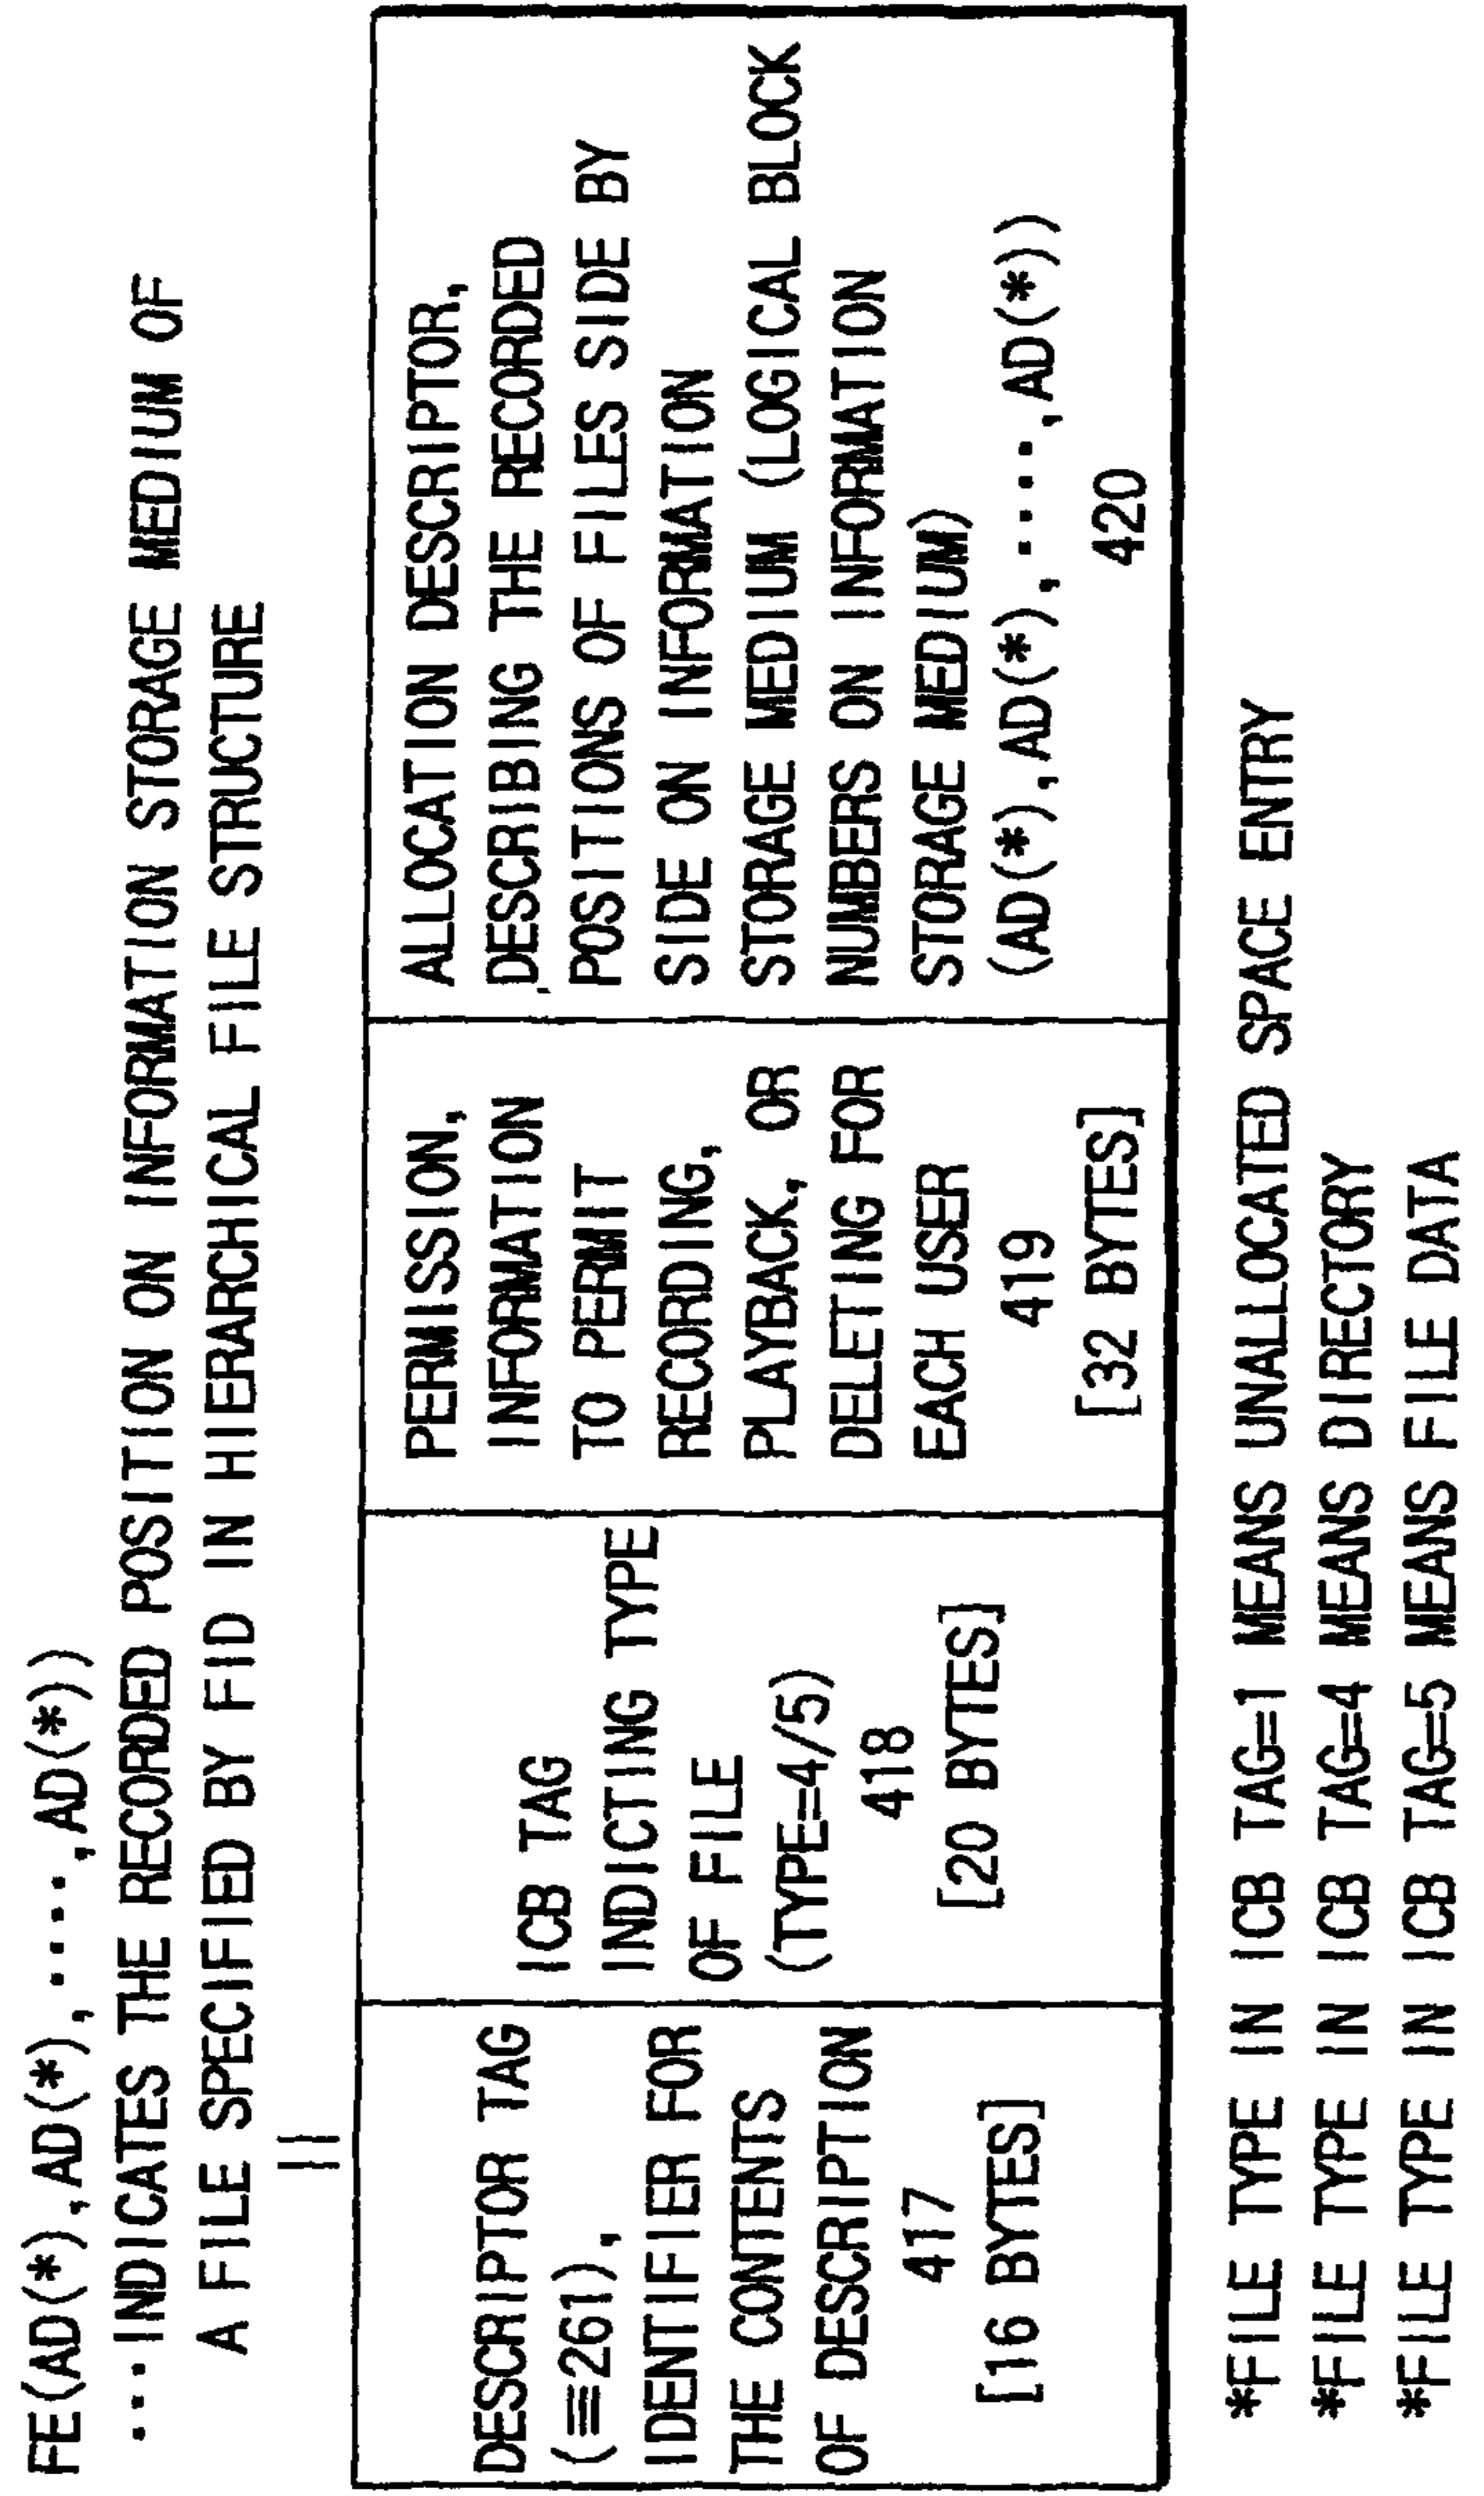 FE(AD(*),AD(*),····,AD(*))
··· INDICATES THE RECORDED POSITION ON INFORMATION STORAGE MEDIUM OF
A FILE SPECIFIED BY FID IN HIERARCHICAL FILE STRUCTURE
||
DESCRIPTOR TAG
(≡261),
IDENTIFIER FOR
THE CONTENTS
OF DESCRIPTION
417
[16 BYTES]
ICB TAG
INDICTING TYPE
OF FILE
(TYPE=4/5)
418
[20 BYTES]
PERMISSION,
INFORMATION
TO PERMIT
RECORDING,
PLAYBACK, OR
DELETING FOR
EACH USER
419
[32 BYTES]
ALLOCATION DESCRIPTOR,
DESCRIBING THE RECORDED
POSITIONS OF FILES SIDE BY
SIDE ON INFORMATION
STORAGE MEDIUM (LOGICAL BLOCK
NUMBERS ON INFORMATION
STORAGE MEDIUM)
(AD(*),AD(*),····,AD(*))
420
*FILE TYPE IN ICB TAG=1 MEANS UNALLOCATED SPACE ENTRY
*FILE TYPE IN ICB TAG=4 MEANS DIRECTORY
*FILE TYPE IN ICB TAG=5 MEANS FILE DATA